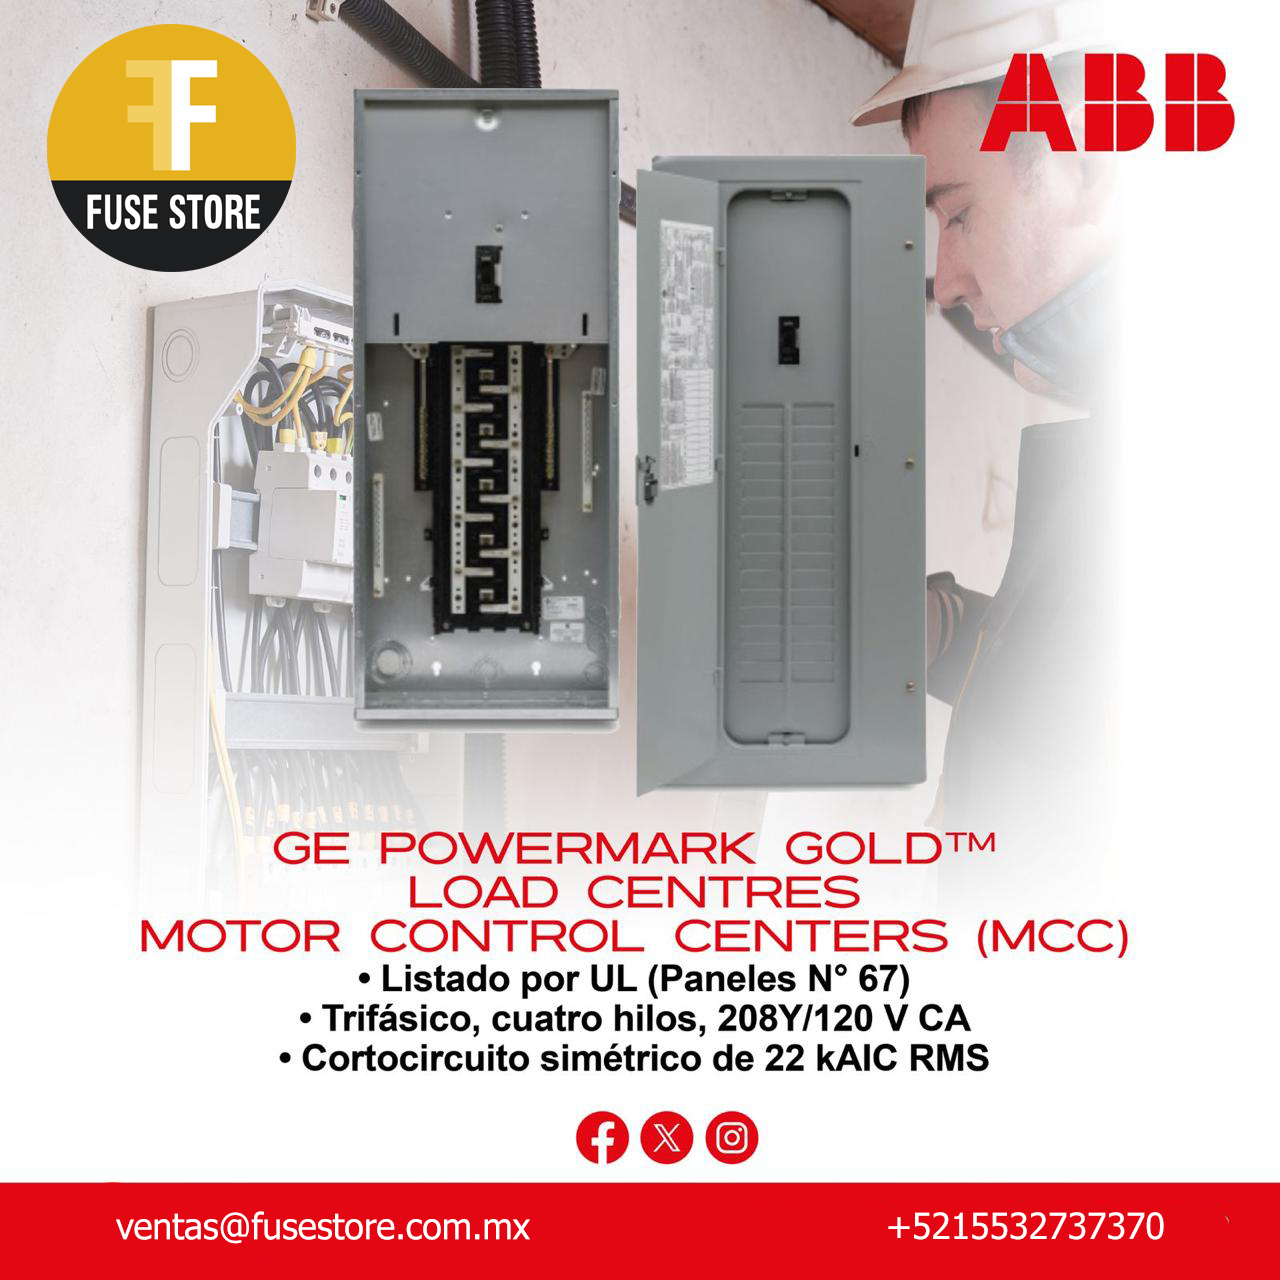 FF
FUSE STORE
ABB
GE POWERMARK GOLD™
LOAD CENTRES
MOTOR CONTROL CENTERS (MCC)
• Listado por UL (Paneles N° 67)
• Trifásico, cuatro hilos, 208Y/120 V CA
• Cortocircuito simétrico de 22 kAIC RMS
ventas@fusestore.com.mx
+5215532737370